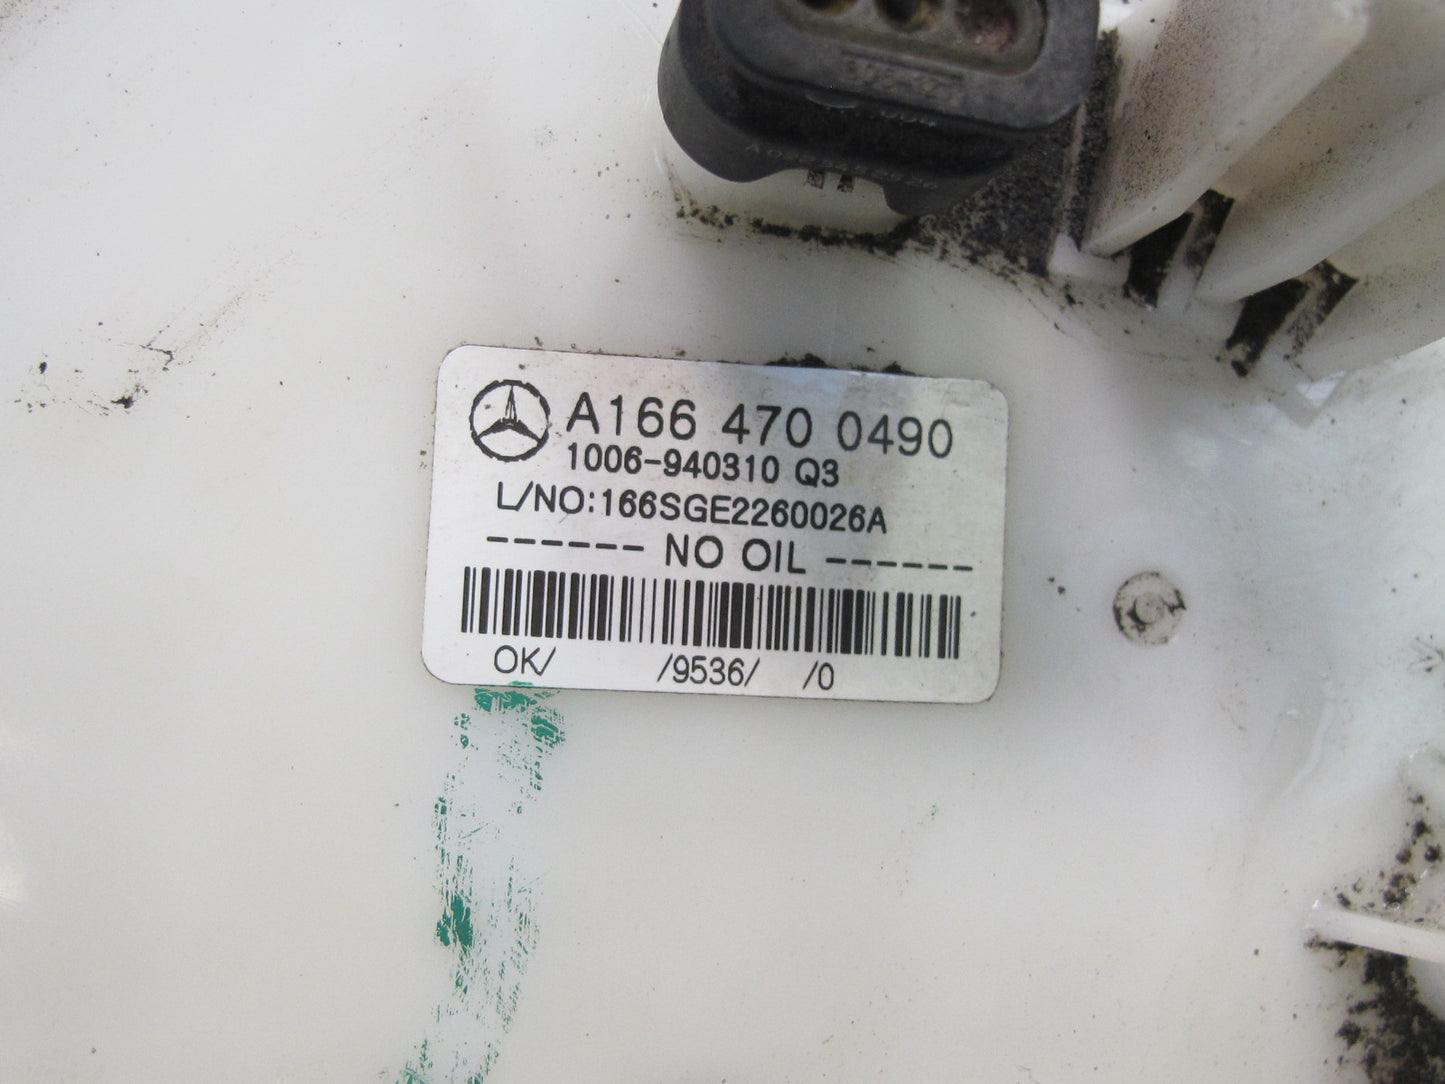 A166 470 0490
1006-940310 Q3
L/NO:166SGE2260026A
------ NO OIL ------
OK/ /9536/ /0